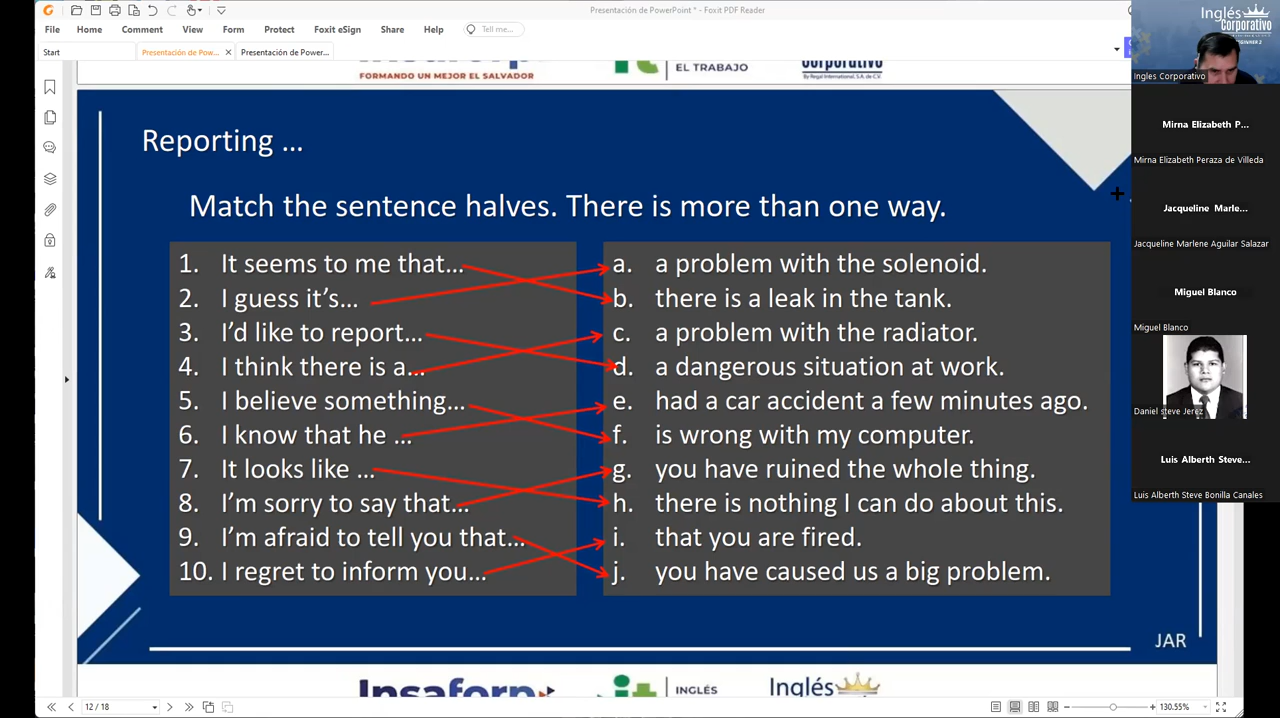 Presentación de PowerPoint * - Foxit PDF Reader
File Home Comment View Form Protect Foxit eSign Share Help Tell me...
Start Presentación de Pow... Presentación de Power...
FORMANDO UN MEJOR EL SALVADOR
EL TRABAJO
Corporativo
By Regal International, S.A. de C.V.
Reporting ...
Match the sentence halves. There is more than one way.
1. It seems to me that...
2. I guess it's...
3. I'd like to report...
4. I think there is a...
5. I believe something...
6. I know that he ...
7. It looks like ...
8. I'm sorry to say that...
9. I'm afraid to tell you that...
10. I regret to inform you...
a. a problem with the solenoid.
b. there is a leak in the tank.
c. a problem with the radiator.
d. a dangerous situation at work.
e. had a car accident a few minutes ago.
f. is wrong with my computer.
g. you have ruined the whole thing.
h. there is nothing I can do about this.
i. that you are fired.
j. you have caused us a big problem.
JAR
Insaforp
INGLÉS
Inglés
12 / 18
130.55%
Inglés
Corporativo
Ingles Corporativo
Mirna Elizabeth P...
Mirna Elizabeth Peraza de Villeda
Jacqueline Marle...
Jacqueline Marlene Aguilar Salazar
Miguel Blanco
Miguel Blanco
Daniel steve Jerez
Luis Alberth Steve...
Luis Alberth Steve Bonilla Canales